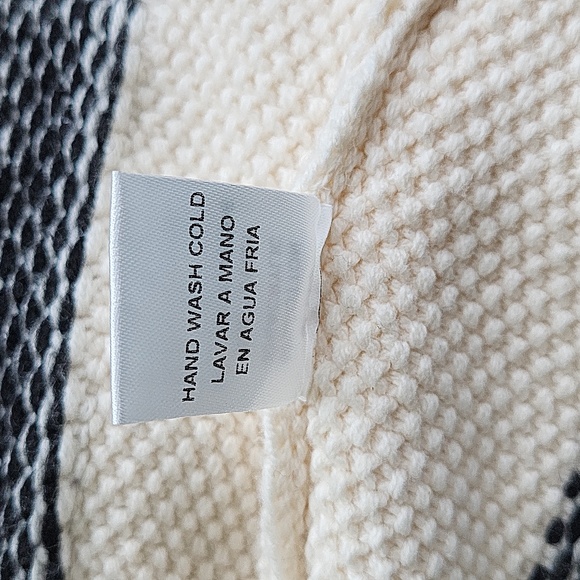 HAND WASH COLD
LAVAR A MANO
EN AGUA FRIA